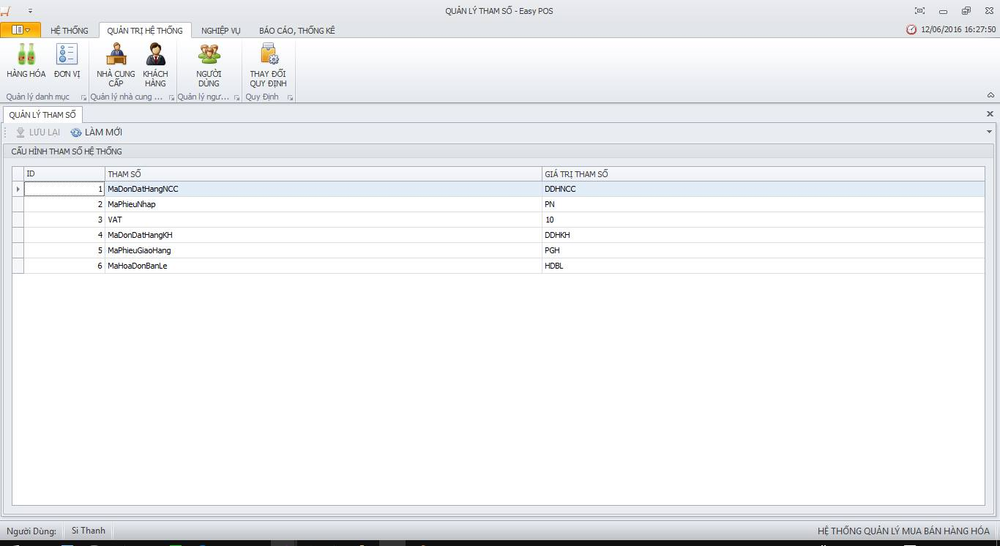 QUẢN LÝ THAM SỐ - Easy POS
HỆ THỐNG QUẢN TRỊ HỆ THỐNG NGHIỆP VỤ BÁO CÁO, THỐNG KÊ 12/06/2016 16:27:50
HÀNG HÓA ĐƠN VỊ NHÀ CUNG CẤP KHÁCH HÀNG NGƯỜI DÙNG THAY ĐỔI QUY ĐỊNH
Quản lý danh mục Quản lý nhà cung ... Quản lý ngư... Quy Định
QUẢN LÝ THAM SỐ
LƯU LẠI LÀM MỚI
CẤU HÌNH THAM SỐ HỆ THỐNG
ID THAM SỐ GIÁ TRỊ THAM SỐ
1 MaDonDatHangNCC DDHNCC
2 MaPhieuNhap PN
3 VAT 10
4 MaDonDatHangKH DDHKH
5 MaPhieuGiaoHang PGH
6 MaHoaDonBanLe HDBL
Người Dùng: Si Thanh HỆ THỐNG QUẢN LÝ MUA BÁN HÀNG HÓA